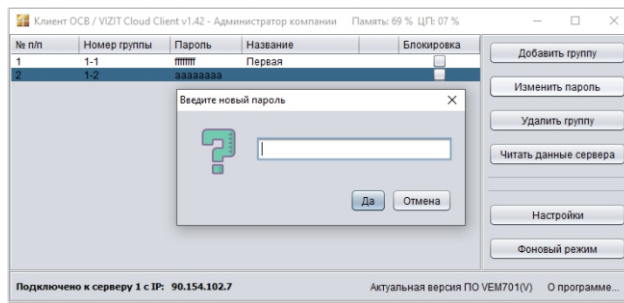 Клиент ОСВ / VIZIT Cloud Client v1.42 - Администратор компании Память: 69 % ЦП: 07 %
№ п/п Номер группы Пароль Название Блокировка
1 1-1 ffffffff Первая
2 1-2 aaaaaaaa
Введите новый пароль
Да Отмена
Добавить группу
Изменить пароль
Удалить группу
Читать данные сервера
Настройки
Фоновый режим
Подключено к серверу 1 с IP: 90.154.102.7 Актуальная версия ПО VEM701(V) О программе...